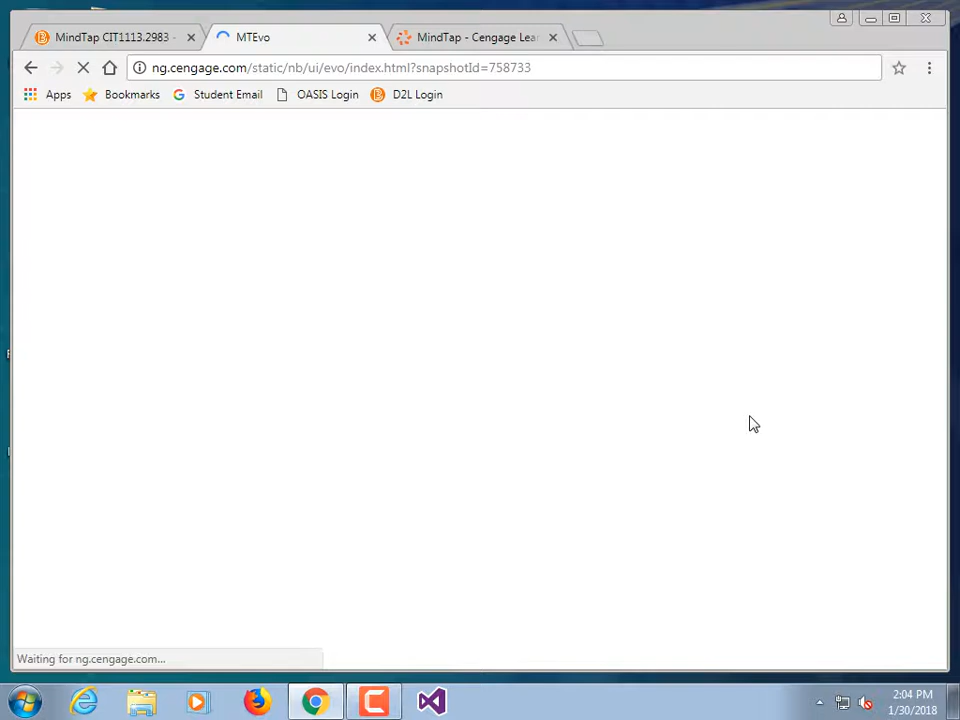 MindTap CIT1113.2983 -
MTEvo
MindTap - Cengage Lea
ng.cengage.com/static/nb/ui/evo/index.html?snapshotId=758733
Apps
Bookmarks
Student Email
OASIS Login
D2L Login
Waiting for ng.cengage.com...
2:04 PM
1/30/2018